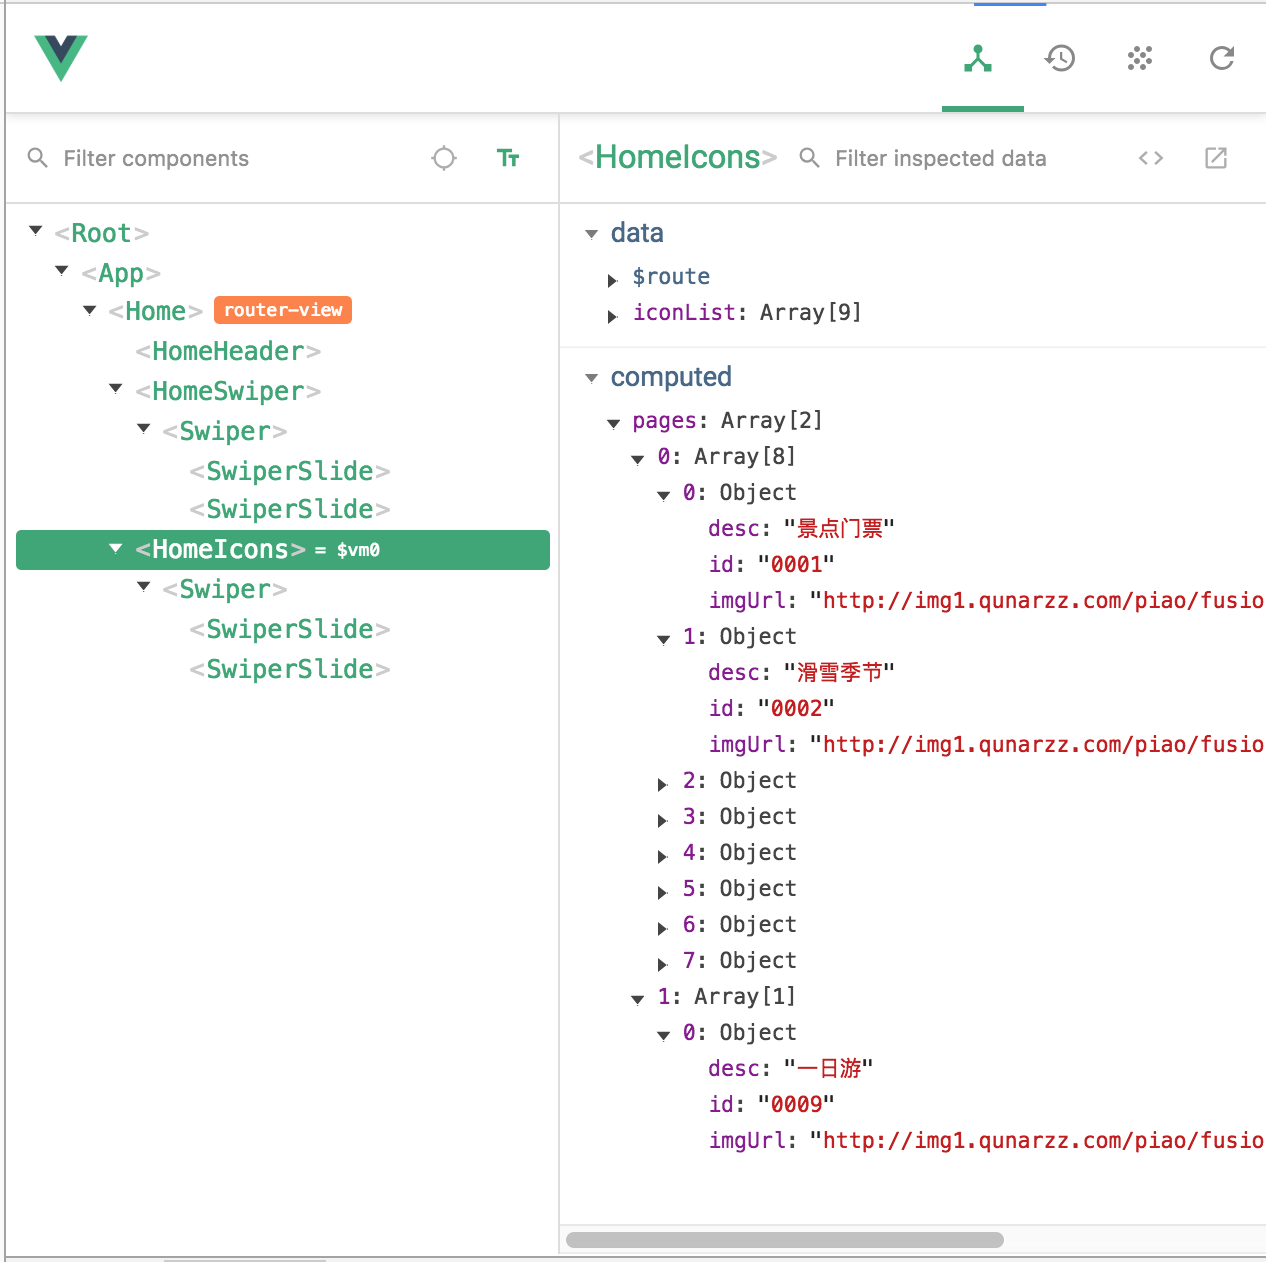 Filter components
<Root>
<App>
<Home> router-view
<HomeHeader>
<HomeSwiper>
<Swiper>
<SwiperSlide>
<SwiperSlide>
<HomeIcons> = $vm0
<Swiper>
<SwiperSlide>
<SwiperSlide>
<HomeIcons> Filter inspected data
data
$route
iconList: Array[9]
computed
pages: Array[2]
0: Array[8]
0: Object
desc: "景点门票"
id: "0001"
imgUrl: "http://img1.qunarzz.com/piao/fusio
1: Object
desc: "滑雪季节"
id: "0002"
imgUrl: "http://img1.qunarzz.com/piao/fusio
2: Object
3: Object
4: Object
5: Object
6: Object
7: Object
1: Array[1]
0: Object
desc: "一日游"
id: "0009"
imgUrl: "http://img1.qunarzz.com/piao/fusio